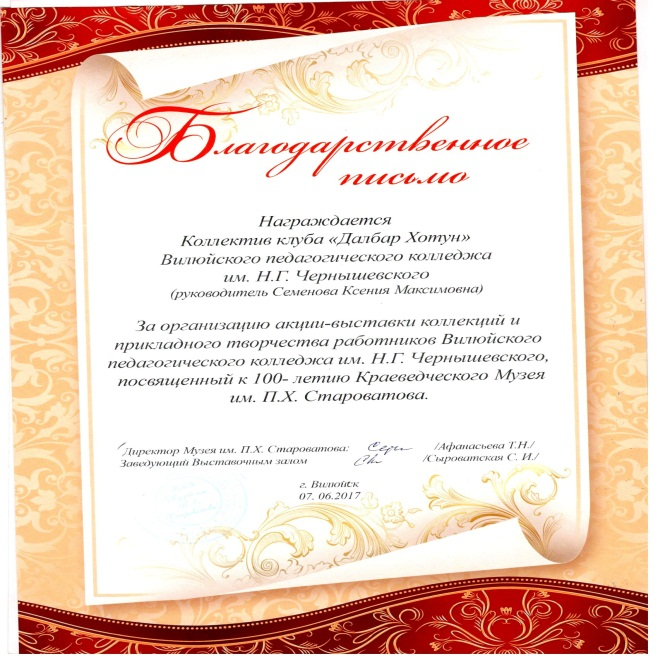 Благодарственное
письмо
Награждается
Коллектив клуба «Далбар Хотун»
Вилюйского педагогического колледжа
им. Н.Г. Чернышевского
(руководитель Семенова Ксения Максимовна)
За организацию акции-выставки коллекций и
прикладного творчества работников Вилюйского
педагогического колледжа им. Н.Г. Чернышевского,
посвященный к 100- летию Краеведческого Музея
им. П.Х. Староватова.
Директор Музея им. П.Х. Староватова: /Афанасьева Т.Н./
Заведующий Выставочным залом /Сыроватская С. И./
г. Вилюйск
07. 06.2017